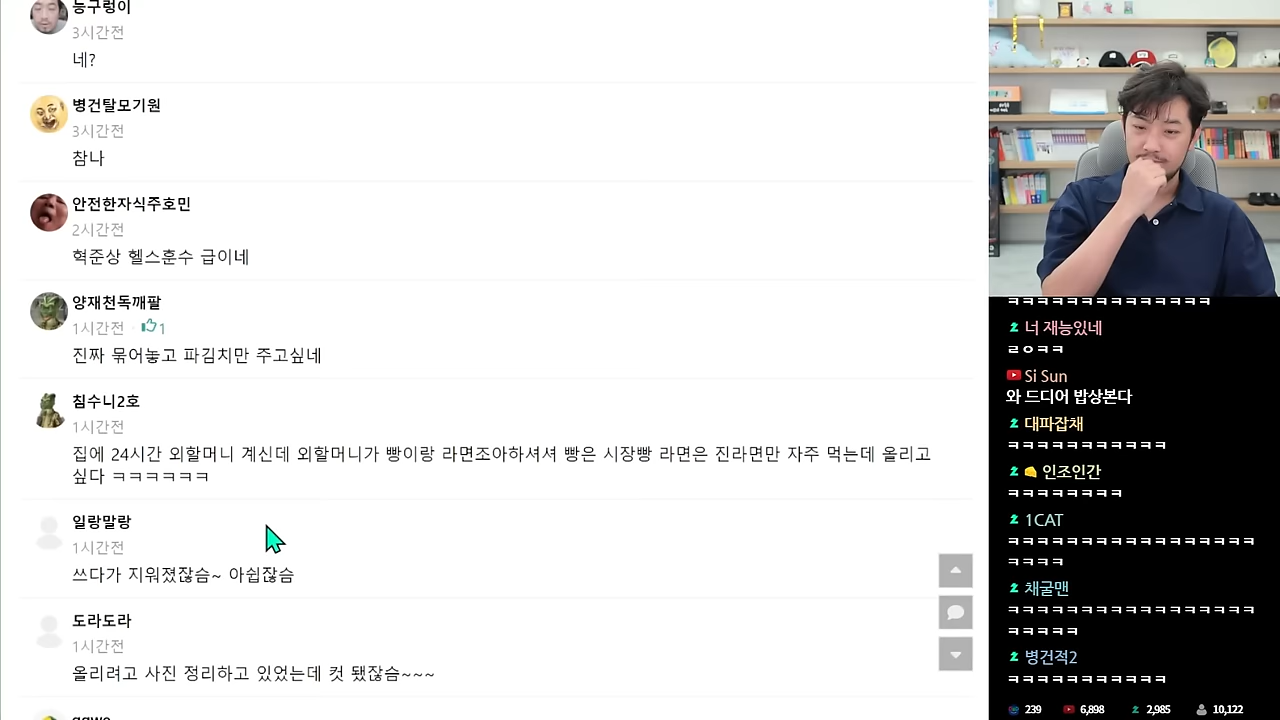 능구렁이
3시간전
네?
병건탈모기원
3시간전
참나
안전한자식주호민
2시간전
혁준상 헬스훈수 급이네
양재천독깨팔
1시간전 · 1
진짜 묶어놓고 파김치만 주고싶네
침수니2호
1시간전
집에 24시간 외할머니 계신데 외할머니가 빵이랑 라면조아하셔셔 빵은 시장빵 라면은 진라면만 자주 먹는데 올리고
싶다 ㅋㅋㅋㅋㅋㅋ
일랑말랑
1시간전
쓰다가 지워졌잖슴~ 아쉽잖슴
도라도라
1시간전
올리려고 사진 정리하고 있었는데 컷 됐잖슴~~~
ㅋㅋㅋㅋㅋㅋㅋㅋㅋㅋㅋㅋㅋㅋ
너 재능있네
ㄹㅇㅋㅋ
Si Sun
와 드디어 밥상본다
대파잡채
ㅋㅋㅋㅋㅋㅋㅋㅋㅋㅋㅋ
인조인간
ㅋㅋㅋㅋㅋㅋㅋㅋ
1CAT
ㅋㅋㅋㅋㅋㅋㅋㅋㅋㅋㅋㅋㅋㅋㅋㅋㅋ
ㅋㅋㅋㅋ
채굴맨
ㅋㅋㅋㅋㅋㅋㅋㅋㅋㅋㅋㅋㅋㅋㅋㅋㅋ
ㅋㅋㅋㅋㅋ
병건적2
ㅋㅋㅋㅋㅋㅋㅋㅋㅋㅋㅋ
239 6,898 2,985 10,122